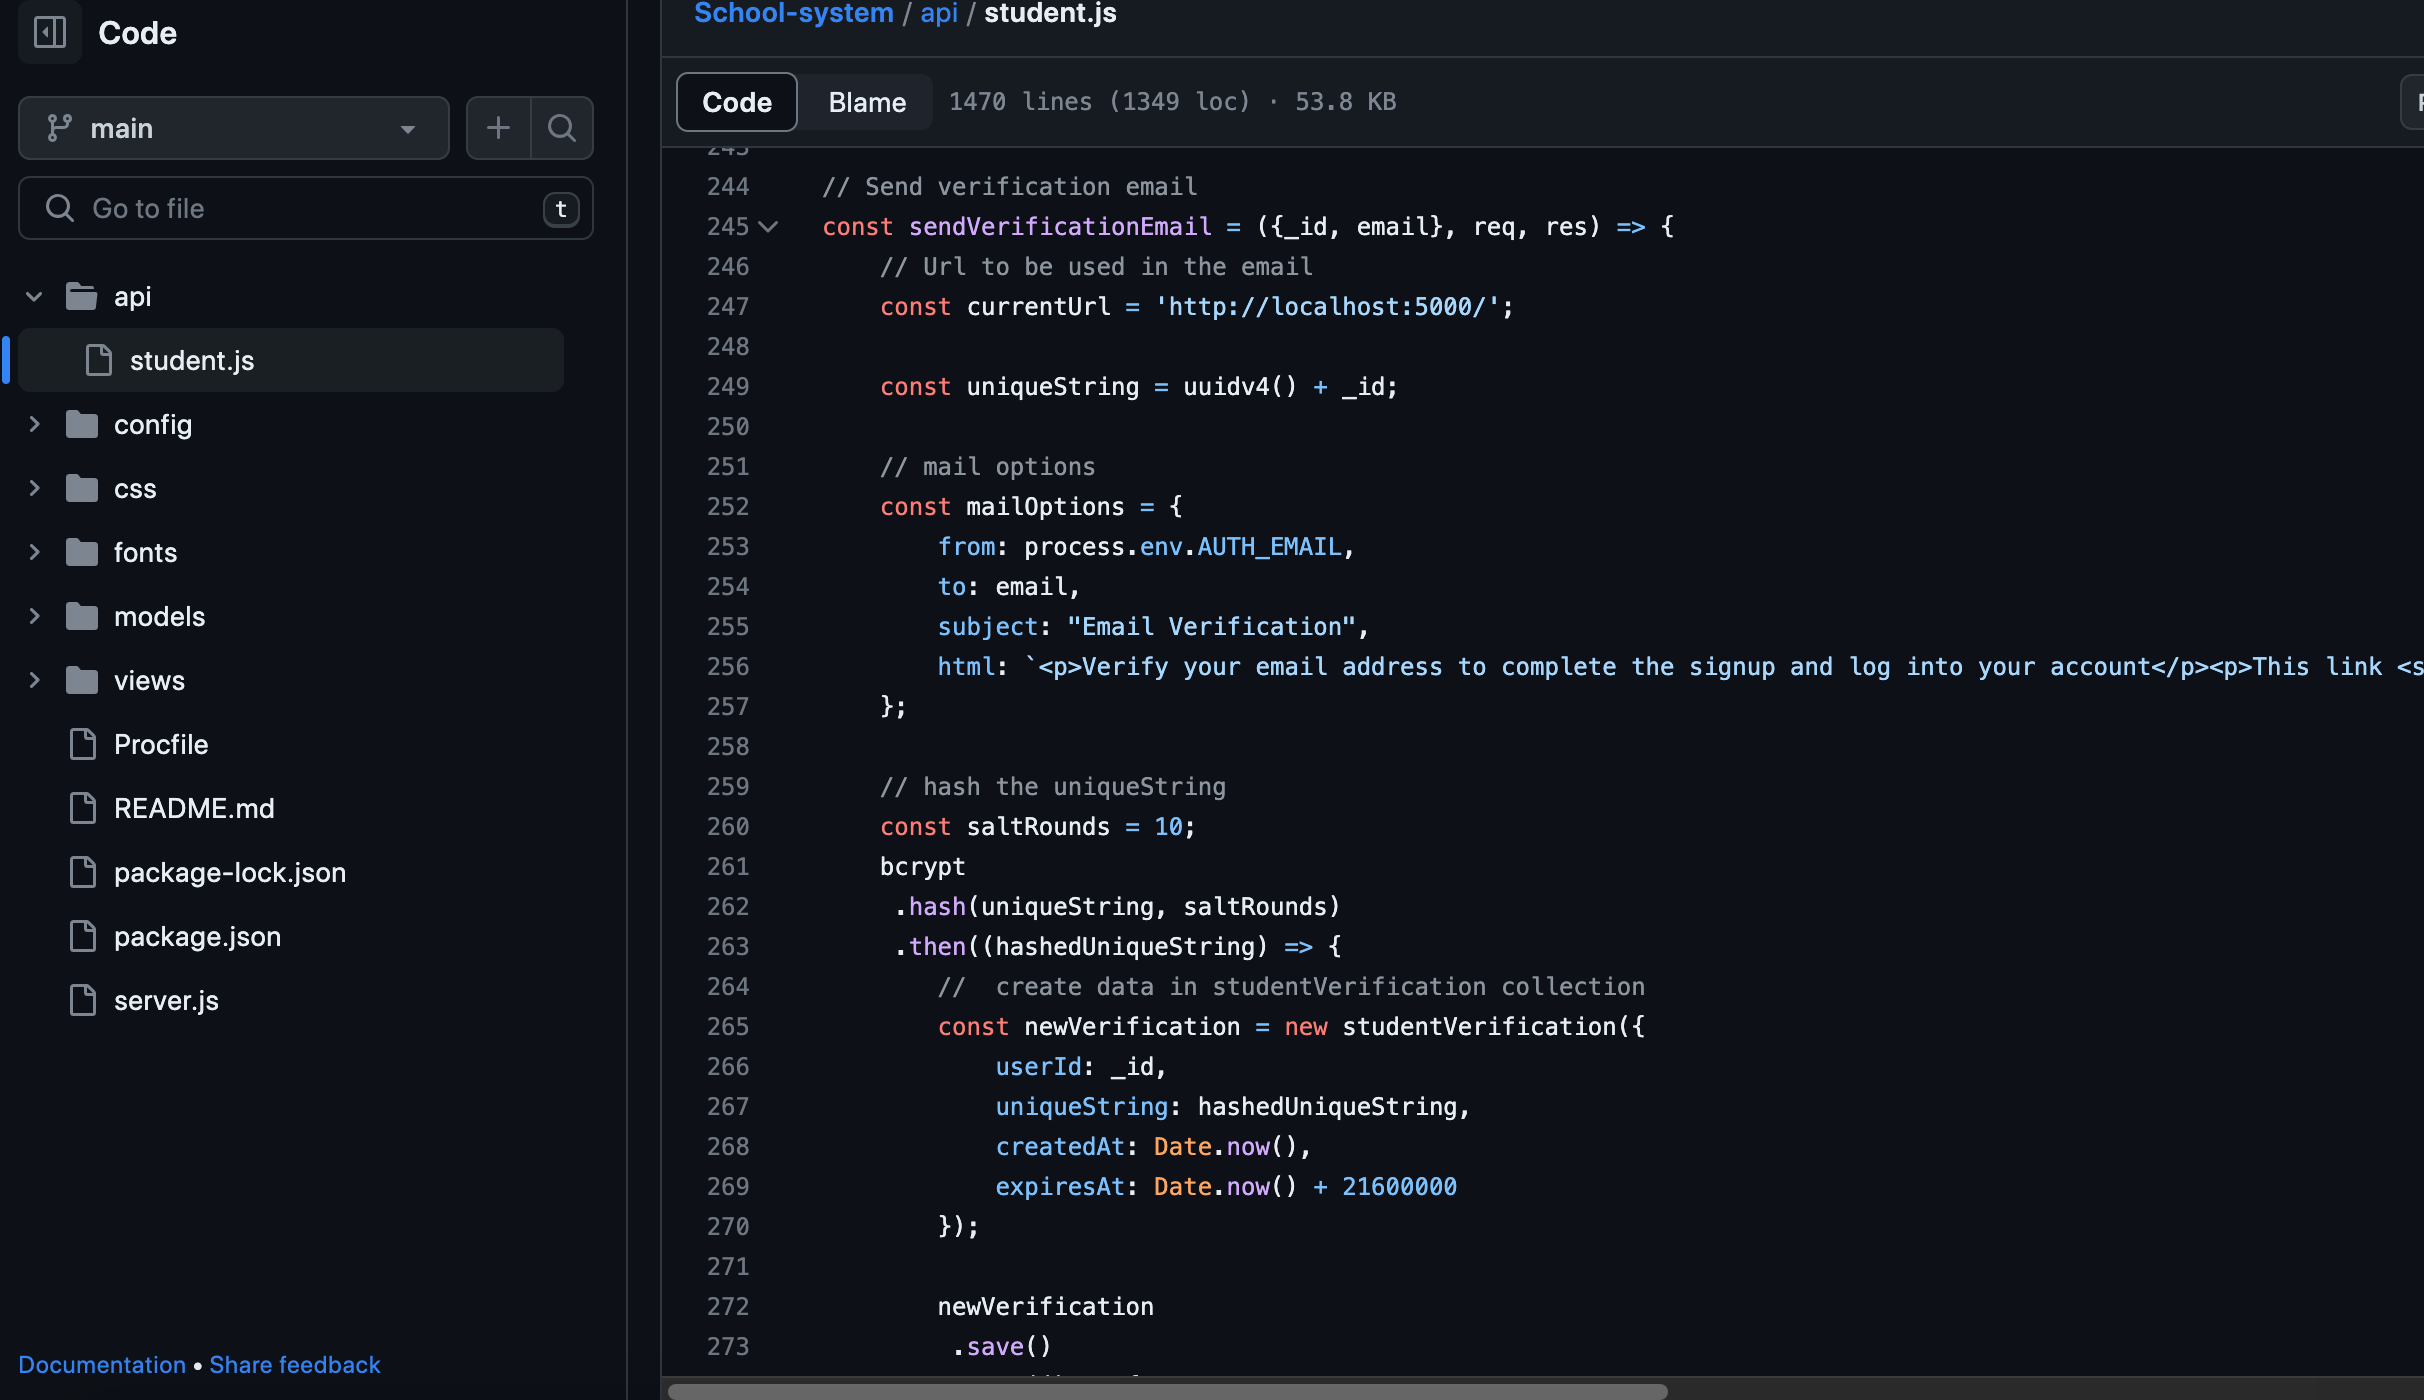 Code
main
Go to file
t
api
student.js
config
css
fonts
models
views
Procfile
README.md
package-lock.json
package.json
server.js
Documentation • Share feedback
School-system / api / student.js
Code Blame 1470 lines (1349 loc) · 53.8 KB
243
244 // Send verification email
245 const sendVerificationEmail = ({_id, email}, req, res) => {
246 // Url to be used in the email
247 const currentUrl = 'http://localhost:5000/';
248
249 const uniqueString = uuidv4() + _id;
250
251 // mail options
252 const mailOptions = {
253 from: process.env.AUTH_EMAIL,
254 to: email,
255 subject: "Email Verification",
256 html: `<p>Verify your email address to complete the signup and log into your account</p><p>This link <s
257 };
258
259 // hash the uniqueString
260 const saltRounds = 10;
261 bcrypt
262 .hash(uniqueString, saltRounds)
263 .then((hashedUniqueString) => {
264 //  create data in studentVerification collection
265 const newVerification = new studentVerification({
266 userId: _id,
267 uniqueString: hashedUniqueString,
268 createdAt: Date.now(),
269 expiresAt: Date.now() + 21600000
270 });
271
272 newVerification
273 .save()